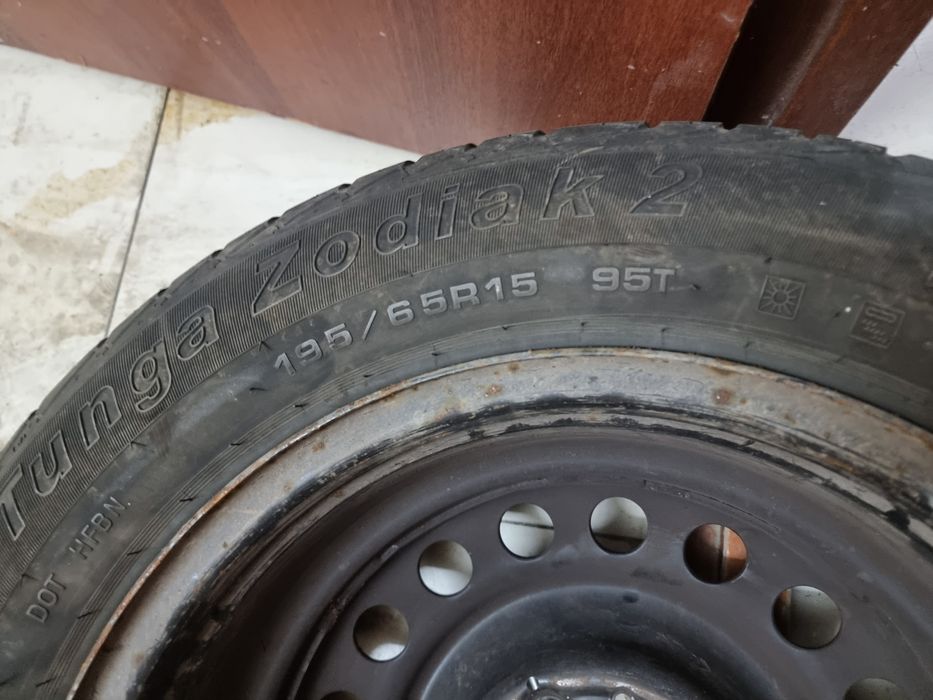 Tunga Zodiak 2
195/65R15 95T
DOT HFBN